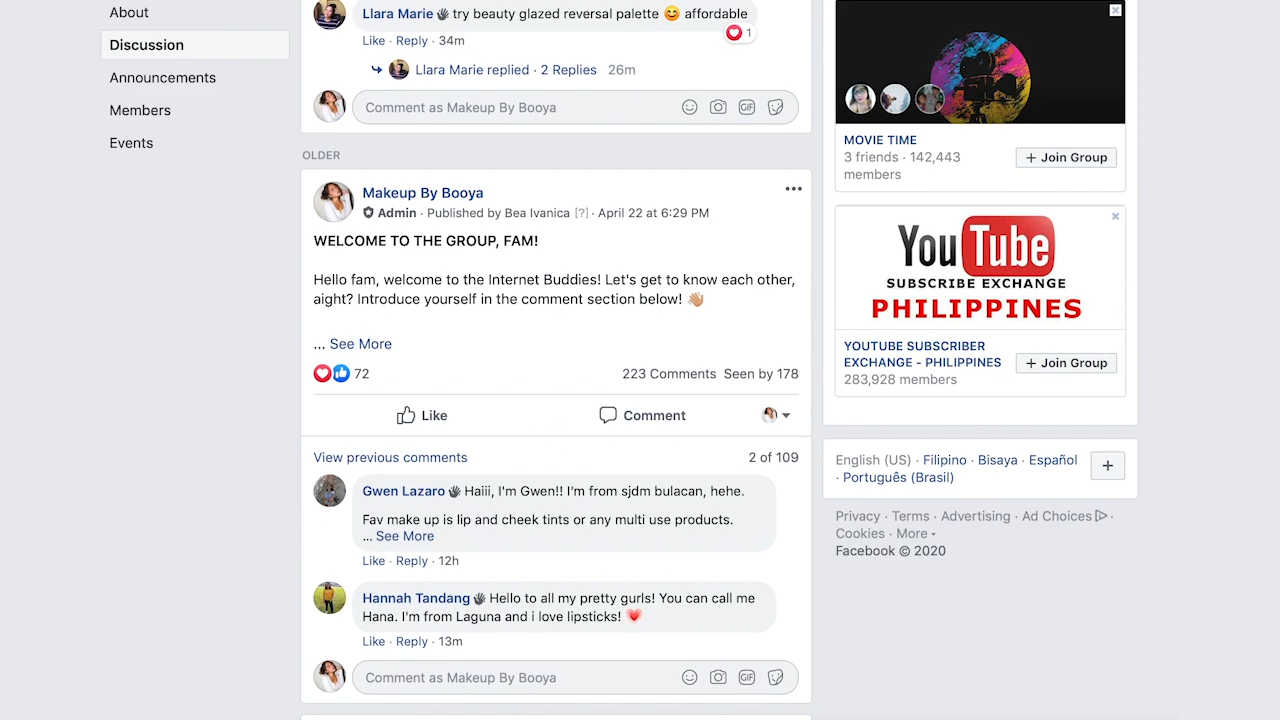 About
Discussion
Announcements
Members
Events
Llara Marie 👋 try beauty glazed reversal palette 😊 affordable
1
Like · Reply · 34m
Llara Marie replied · 2 Replies 26m
Comment as Makeup By Booya
GIF
OLDER
Makeup By Booya
Admin · Published by Bea Ivanica [?] · April 22 at 6:29 PM
WELCOME TO THE GROUP, FAM!
Hello fam, welcome to the Internet Buddies! Let's get to know each other,
aight? Introduce yourself in the comment section below! 👋🏼
... See More
72
223 Comments Seen by 178
Like
Comment
View previous comments
2 of 109
Gwen Lazaro 👋 Haiii, I'm Gwen!! I'm from sjdm bulacan, hehe.
Fav make up is lip and cheek tints or any multi use products.
... See More
Like · Reply · 12h
Hannah Tandang 👋 Hello to all my pretty gurls! You can call me
Hana. I'm from Laguna and i love lipsticks! 💗
Like · Reply · 13m
Comment as Makeup By Booya
GIF
MOVIE TIME
3 friends · 142,443
members
+ Join Group
YouTube
SUBSCRIBE EXCHANGE
PHILIPPINES
YOUTUBE SUBSCRIBER
EXCHANGE - PHILIPPINES
283,928 members
+ Join Group
English (US) · Filipino · Bisaya · Español
· Português (Brasil)
+
Privacy · Terms · Advertising · Ad Choices ·
Cookies · More
Facebook © 2020